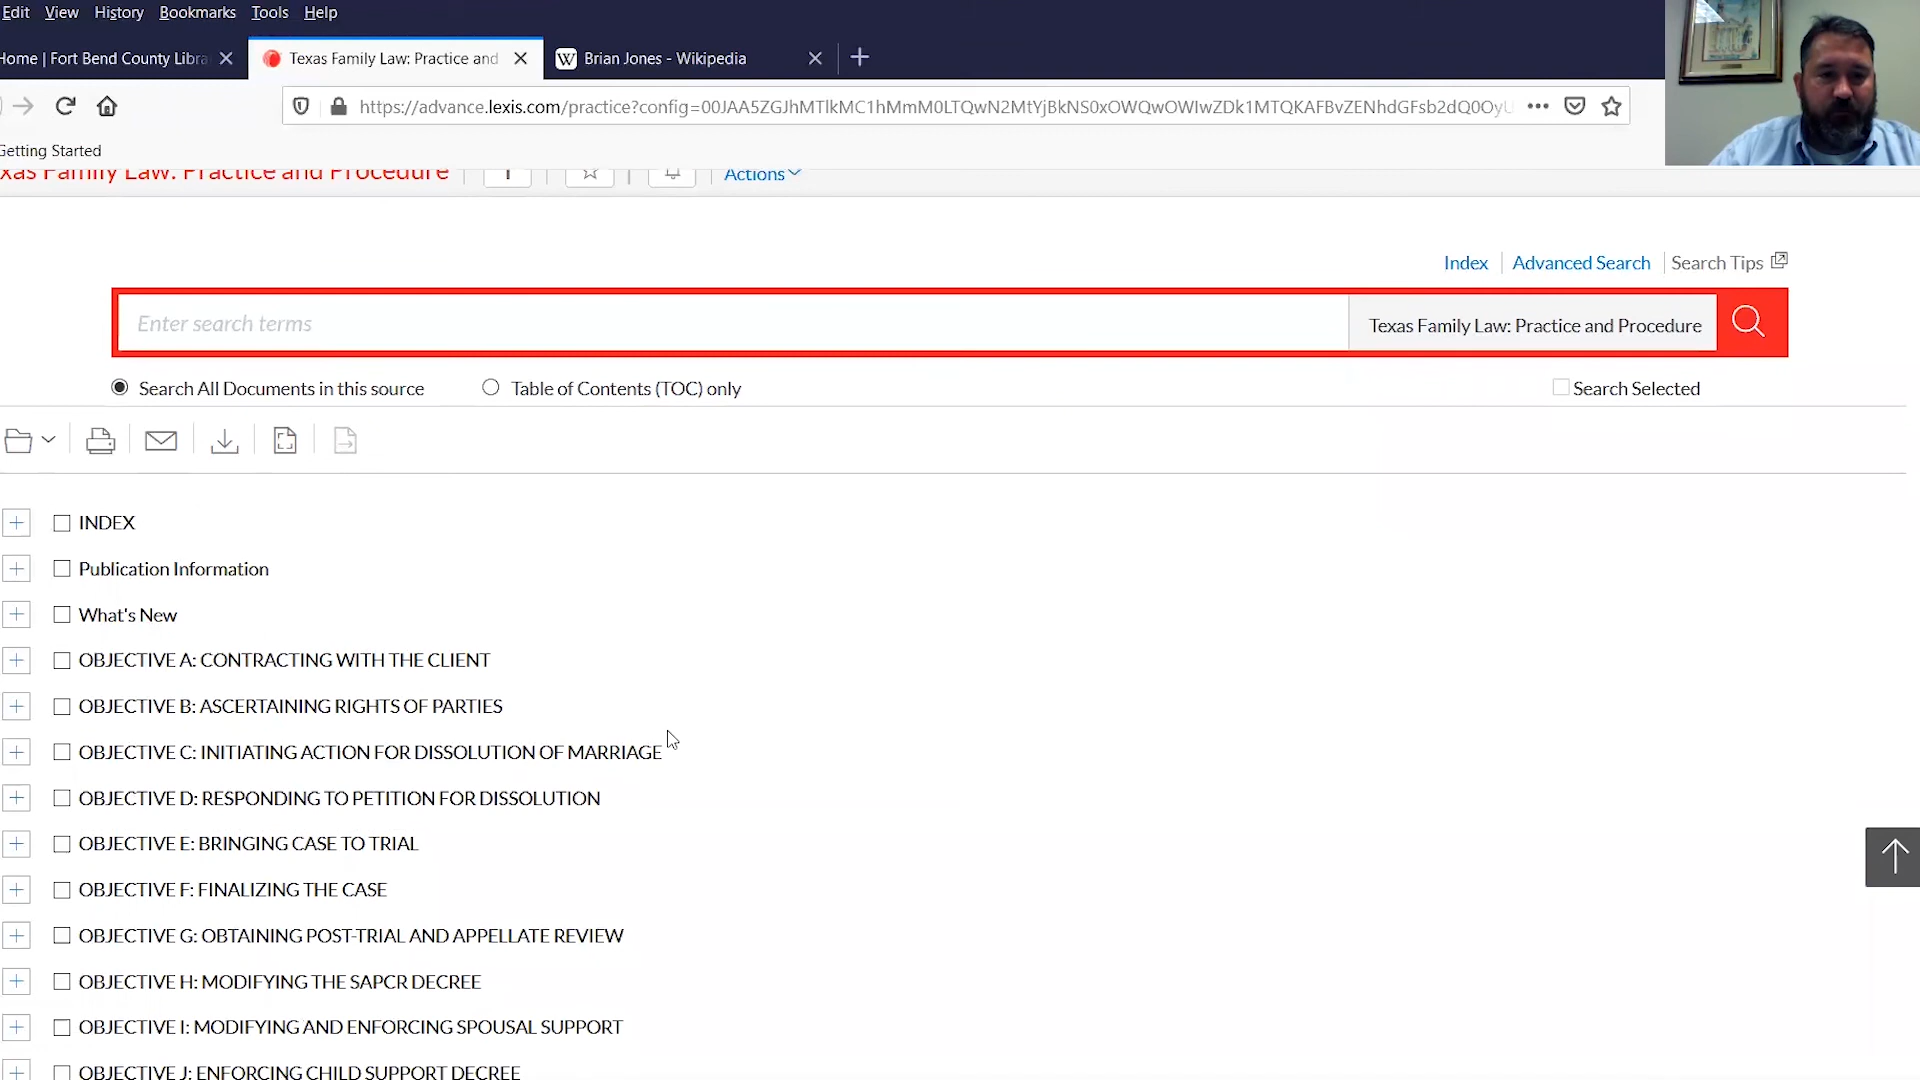 Edit View History Bookmarks Tools Help
Home | Fort Bend County Libra
Texas Family Law: Practice and
W Brian Jones - Wikipedia
https://advance.lexis.com/practice?config=
Getting Started
xas Family Law: Practice and Procedure
Actions
Index Advanced Search Search Tips
Enter search terms
Texas Family Law: Practice and Procedure
Search All Documents in this source Table of Contents (TOC) only Search Selected
INDEX
Publication Information
What's New
OBJECTIVE A: CONTRACTING WITH THE CLIENT
OBJECTIVE B: ASCERTAINING RIGHTS OF PARTIES
OBJECTIVE C: INITIATING ACTION FOR DISSOLUTION OF MARRIAGE
OBJECTIVE D: RESPONDING TO PETITION FOR DISSOLUTION
OBJECTIVE E: BRINGING CASE TO TRIAL
OBJECTIVE F: FINALIZING THE CASE
OBJECTIVE G: OBTAINING POST-TRIAL AND APPELLATE REVIEW
OBJECTIVE H: MODIFYING THE SAPCR DECREE
OBJECTIVE I: MODIFYING AND ENFORCING SPOUSAL SUPPORT
OBJECTIVE J: ENFORCING CHILD SUPPORT DECREE